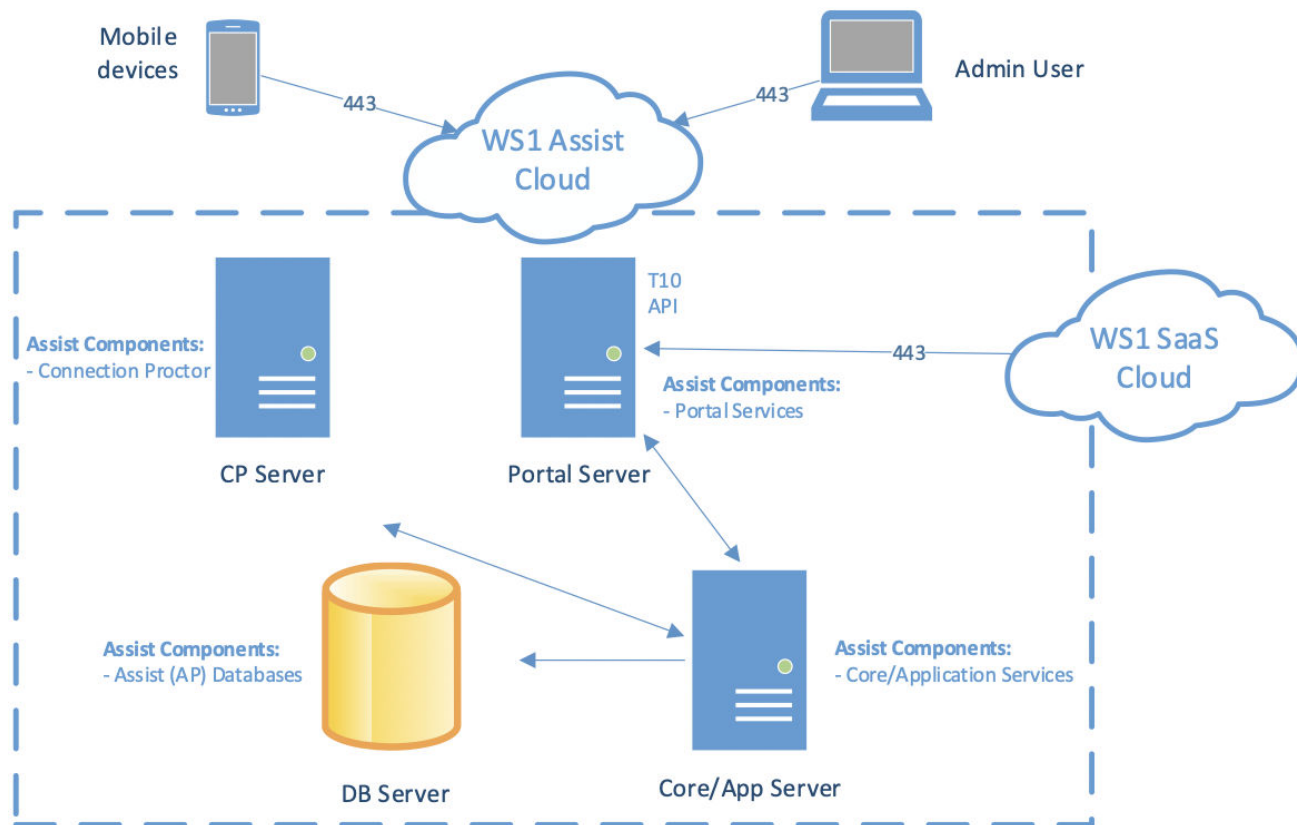 Mobile
devices
443
443
Admin User
WS1 Assist
Cloud
T10
API
Assist Components:
- Connection Proctor
443
WS1 SaaS
Cloud
Assist Components:
- Portal Services
CP Server
Portal Server
Assist Components:
- Assist (AP) Databases
Assist Components:
- Core/Application Services
DB Server
Core/App Server